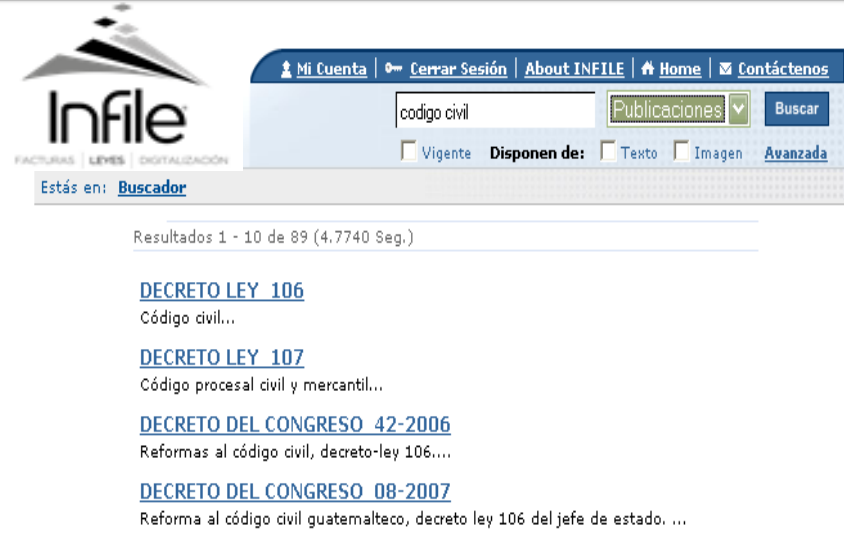 Mi Cuenta | Cerrar Sesión | About INFILE | Home | Contáctenos
Infile
FACTURAS | LEYES | DIGITALIZACIÓN
codigo civil Publicaciones Buscar
Vigente Disponen de: Texto Imagen Avanzada
Estás en: Buscador
Resultados 1 - 10 de 89 (4.7740 Seg.)
DECRETO LEY 106
Código civil...
DECRETO LEY 107
Código procesal civil y mercantil...
DECRETO DEL CONGRESO 42-2006
Reformas al código civil, decreto-ley 106....
DECRETO DEL CONGRESO 08-2007
Reforma al código civil guatemalteco, decreto ley 106 del jefe de estado. ...